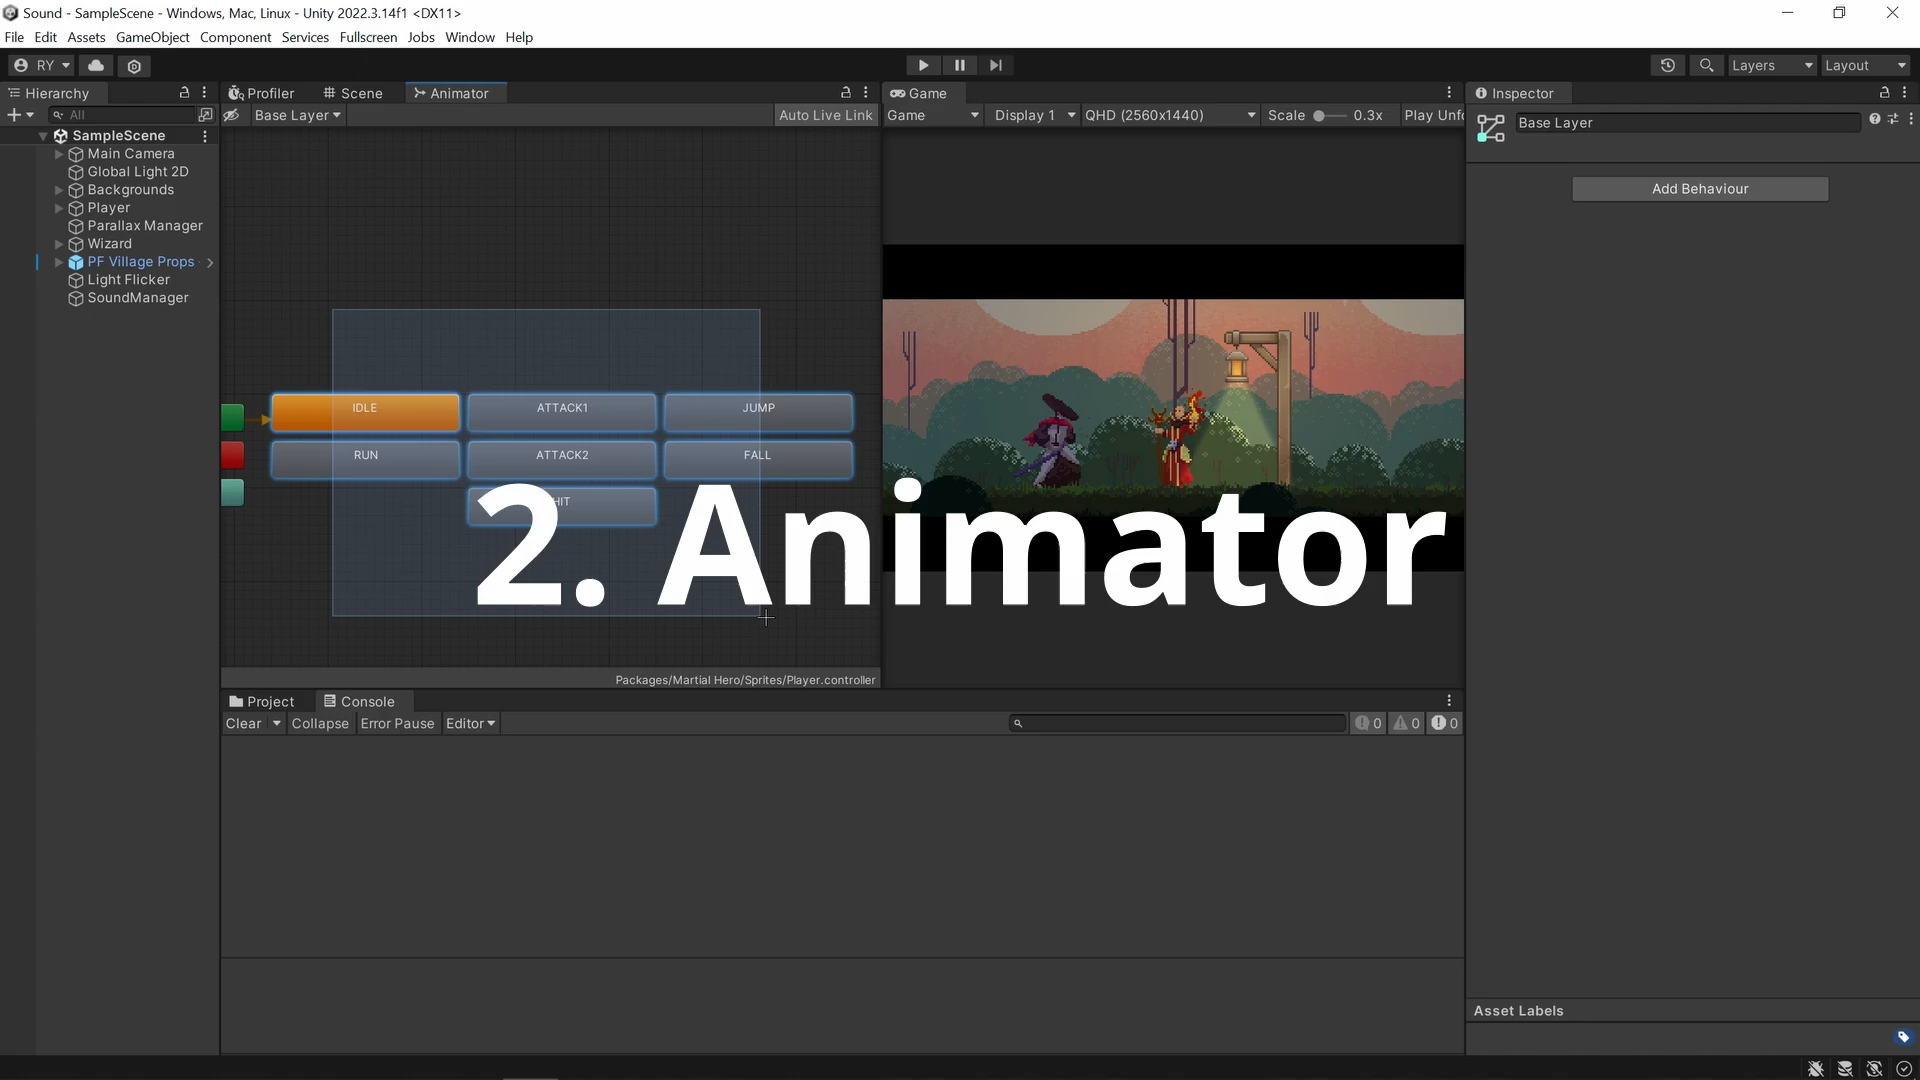 Sound - SampleScene - Windows, Mac, Linux - Unity 2022.3.14f1 <DX11>
File Edit Assets GameObject Component Services Fullscreen Jobs Window Help
RY Layers Layout
Hierarchy Profiler Scene Animator Game Inspector
All Base Layer Auto Live Link Game Display 1 QHD (2560x1440) Scale 0.3x Play Unfo Base Layer
SampleScene
Main Camera
Global Light 2D
Backgrounds
Player
Parallax Manager
Wizard
PF Village Props
Light Flicker
SoundManager
Add Behaviour
IDLE ATTACK1 JUMP
RUN ATTACK2 FALL
HIT
2. Animator
Packages/Martial Hero/Sprites/Player.controller
Project Console
Clear Collapse Error Pause Editor 0 0 0
Asset Labels